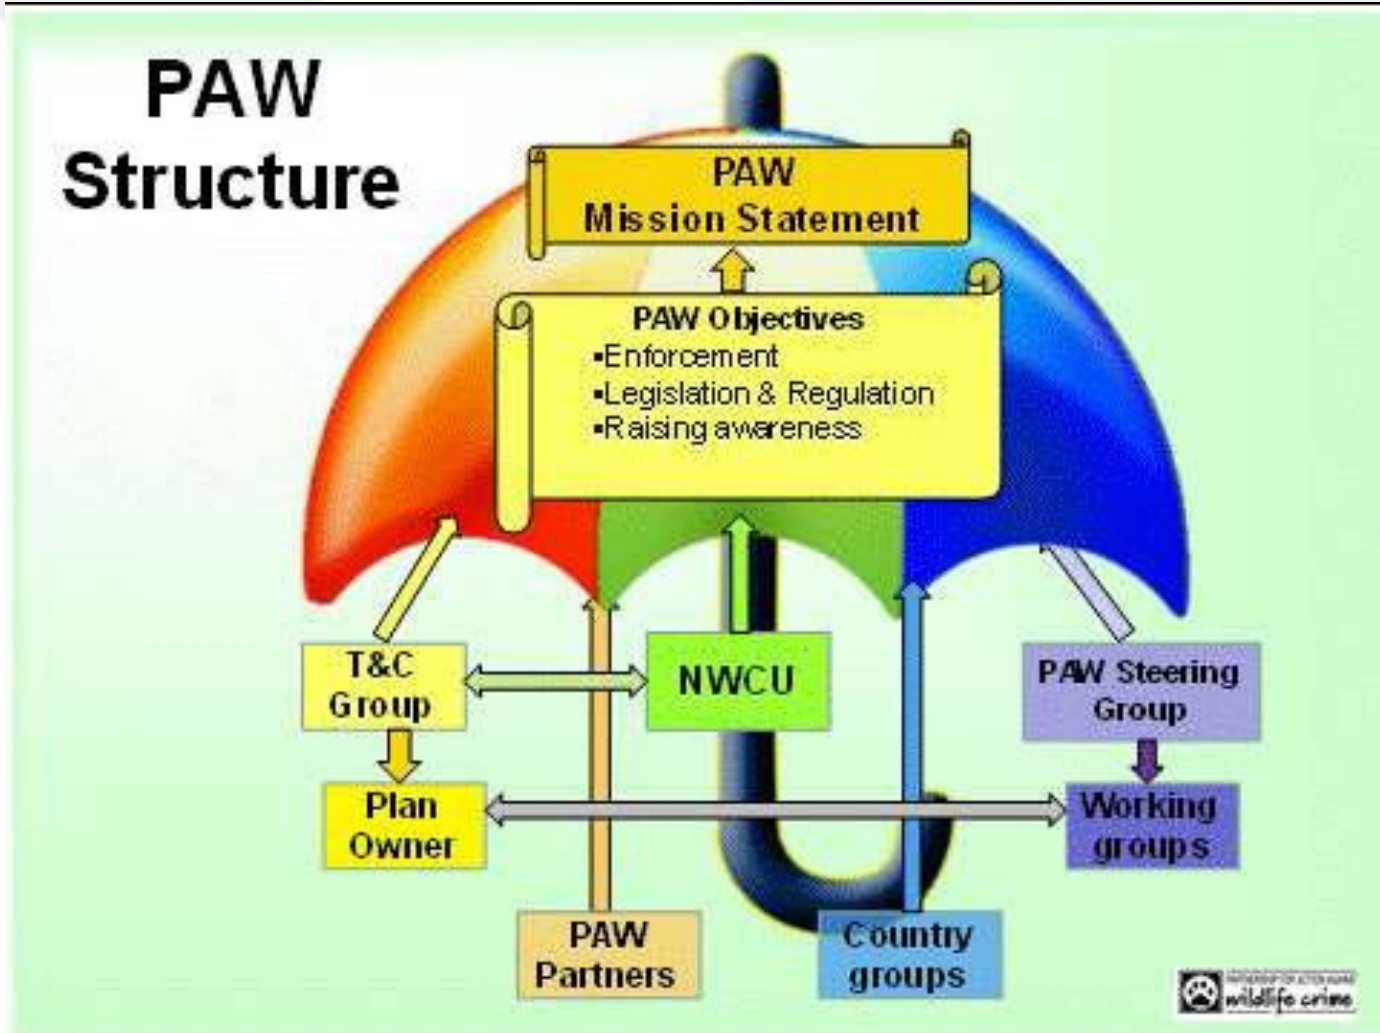 PAW
Structure
PAW
Mission Statement
PAW Objectives
▪Enforcement
▪Legislation & Regulation
▪Raising awareness
T&C
Group
NWCU
PAW Steering
Group
Plan
Owner
Working
groups
PAW
Partners
Country
groups
wildlife crime